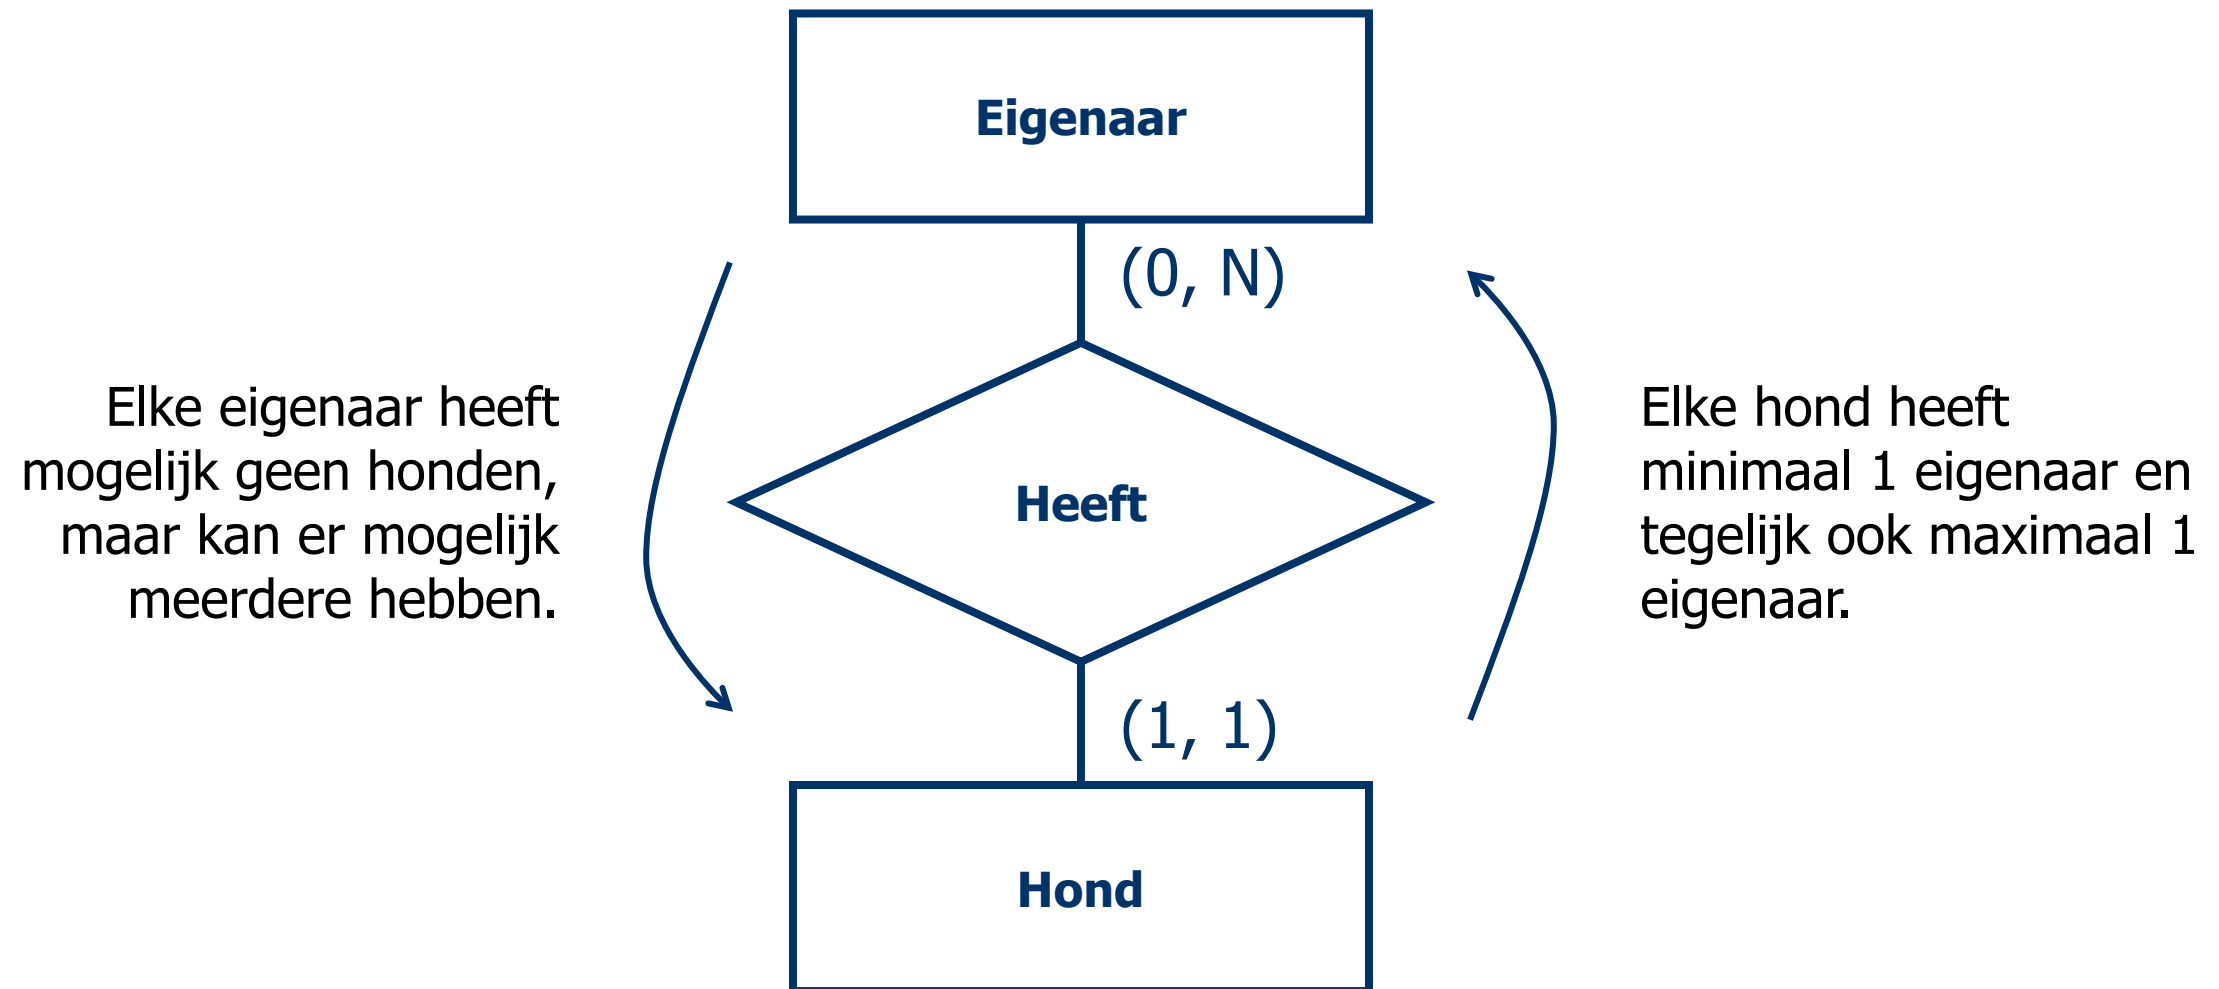 Eigenaar
(0, N)
Elke eigenaar heeft
mogelijk geen honden,
maar kan er mogelijk
meerdere hebben.
Heeft
Elke hond heeft
minimaal 1 eigenaar en
tegelijk ook maximaal 1
eigenaar.
(1, 1)
Hond